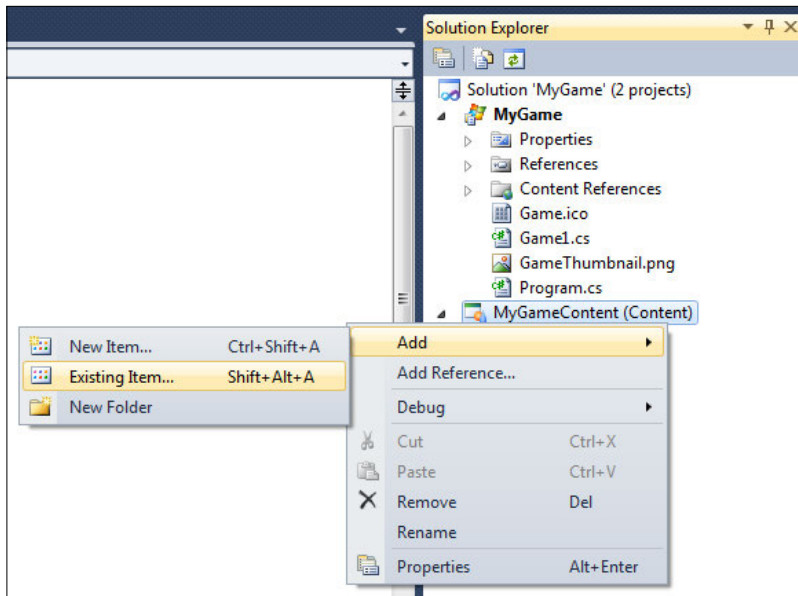 Solution Explorer
Solution 'MyGame' (2 projects)
MyGame
Properties
References
Content References
Game.ico
Game1.cs
GameThumbnail.png
Program.cs
MyGameContent (Content)
New Item... Ctrl+Shift+A
Existing Item... Shift+Alt+A
New Folder
Add
Add Reference...
Debug
Cut Ctrl+X
Paste Ctrl+V
Remove Del
Rename
Properties Alt+Enter